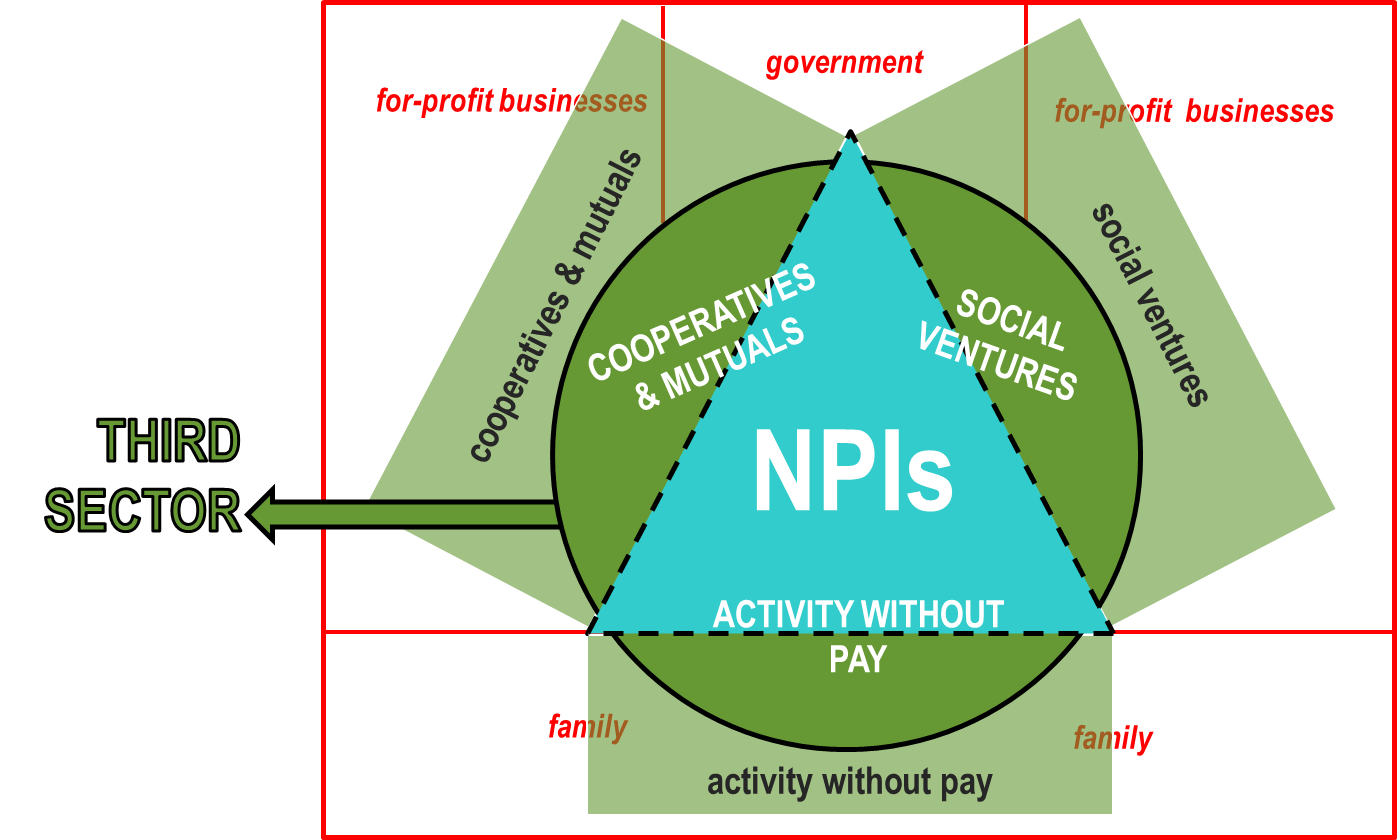 government
for-profit businesses
for-profit businesses
cooperatives & mutuals
social ventures
COOPERATIVES
& MUTUALS
SOCIAL
VENTURES
THIRD
SECTOR
NPIs
ACTIVITY WITHOUT
PAY
family
family
activity without pay